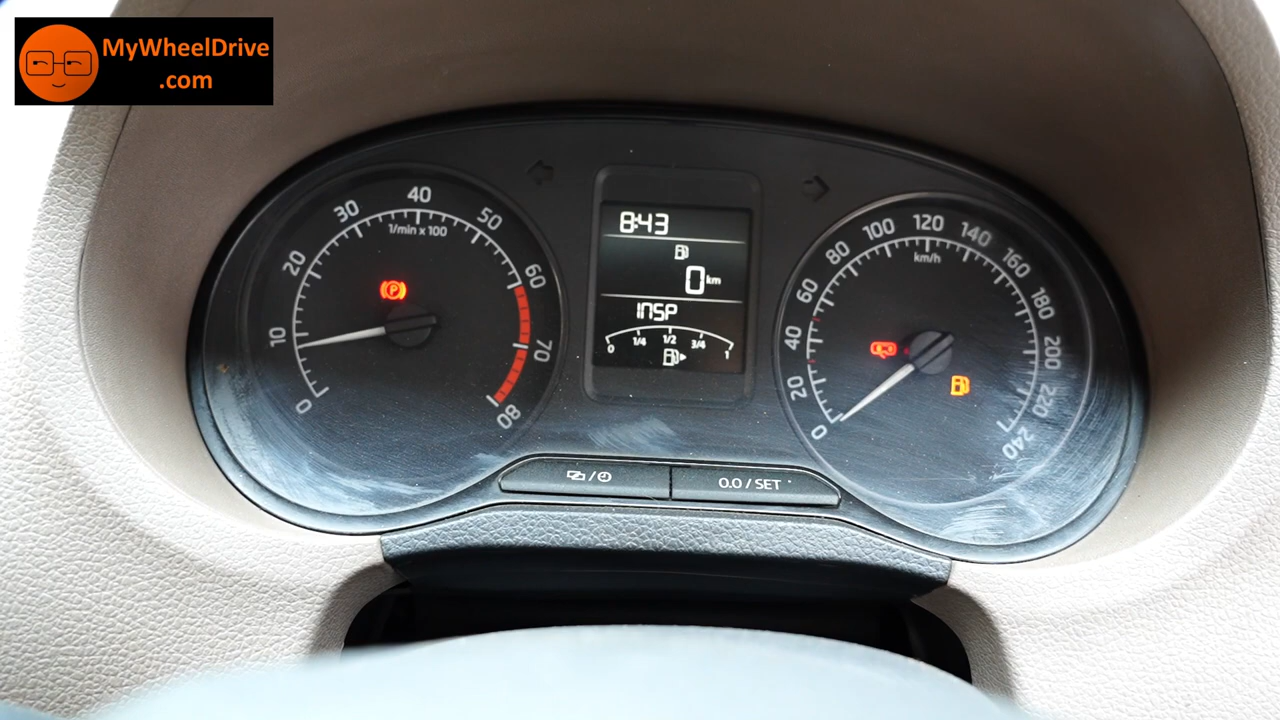 MyWheelDrive
.com
0
10
20
30
40
50
60
70
80
1/min x 100
P
8:43
0 km
INSP
0 1/4 1/2 3/4 1
0
20
40
60
80
100
120
140
160
180
200
220
240
km/h
0.0 / SET